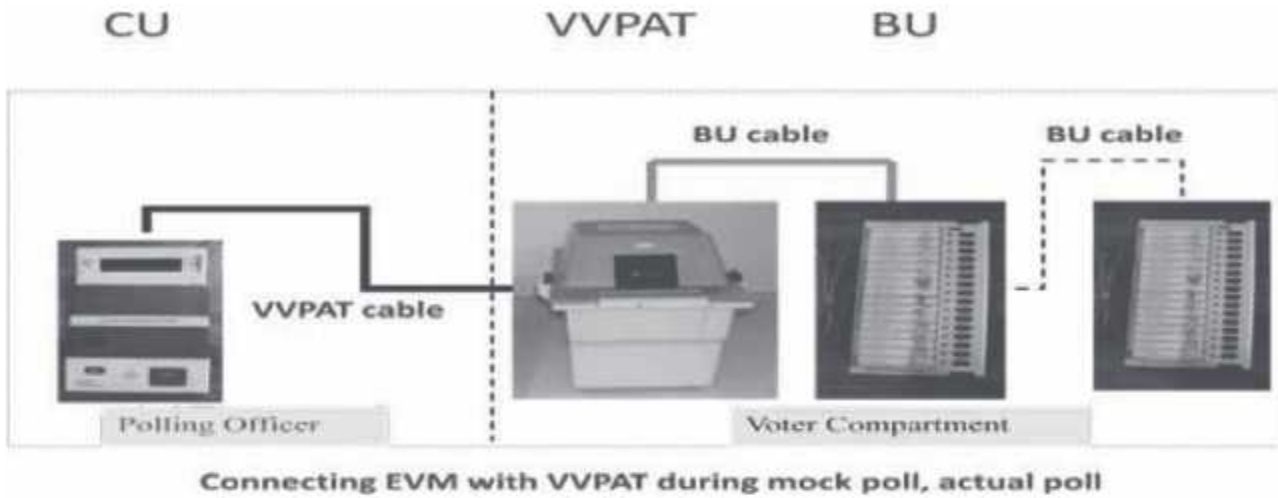 CU VVPAT BU
BU cable BU cable
VVPAT cable
Polling Officer Voter Compartment
Connecting EVM with VVPAT during mock poll, actual poll